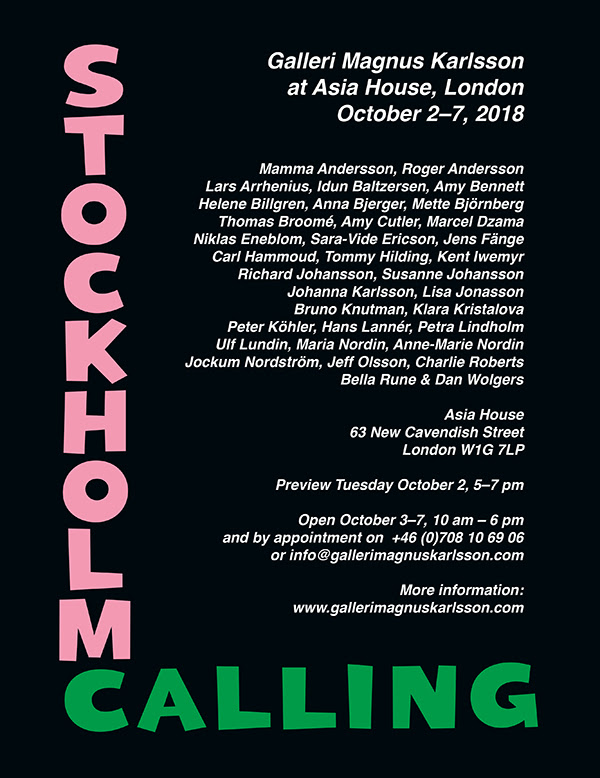 STOCKHOLM
CALLING
Galleri Magnus Karlsson
at Asia House, London
October 2–7, 2018
Mamma Andersson, Roger Andersson
Lars Arrhenius, Idun Baltzersen, Amy Bennett
Helene Billgren, Anna Bjerger, Mette Björnberg
Thomas Broomé, Amy Cutler, Marcel Dzama
Niklas Eneblom, Sara-Vide Ericson, Jens Fänge
Carl Hammoud, Tommy Hilding, Kent Iwemyr
Richard Johansson, Susanne Johansson
Johanna Karlsson, Lisa Jonasson
Bruno Knutman, Klara Kristalova
Peter Köhler, Hans Lannér, Petra Lindholm
Ulf Lundin, Maria Nordin, Anne-Marie Nordin
Jockum Nordström, Jeff Olsson, Charlie Roberts
Bella Rune & Dan Wolgers
Asia House
63 New Cavendish Street
London W1G 7LP
Preview Tuesday October 2, 5–7 pm
Open October 3–7, 10 am – 6 pm
and by appointment on  +46 (0)708 10 69 06
or info@gallerimagnuskarlsson.com
More information:
www.gallerimagnuskarlsson.com